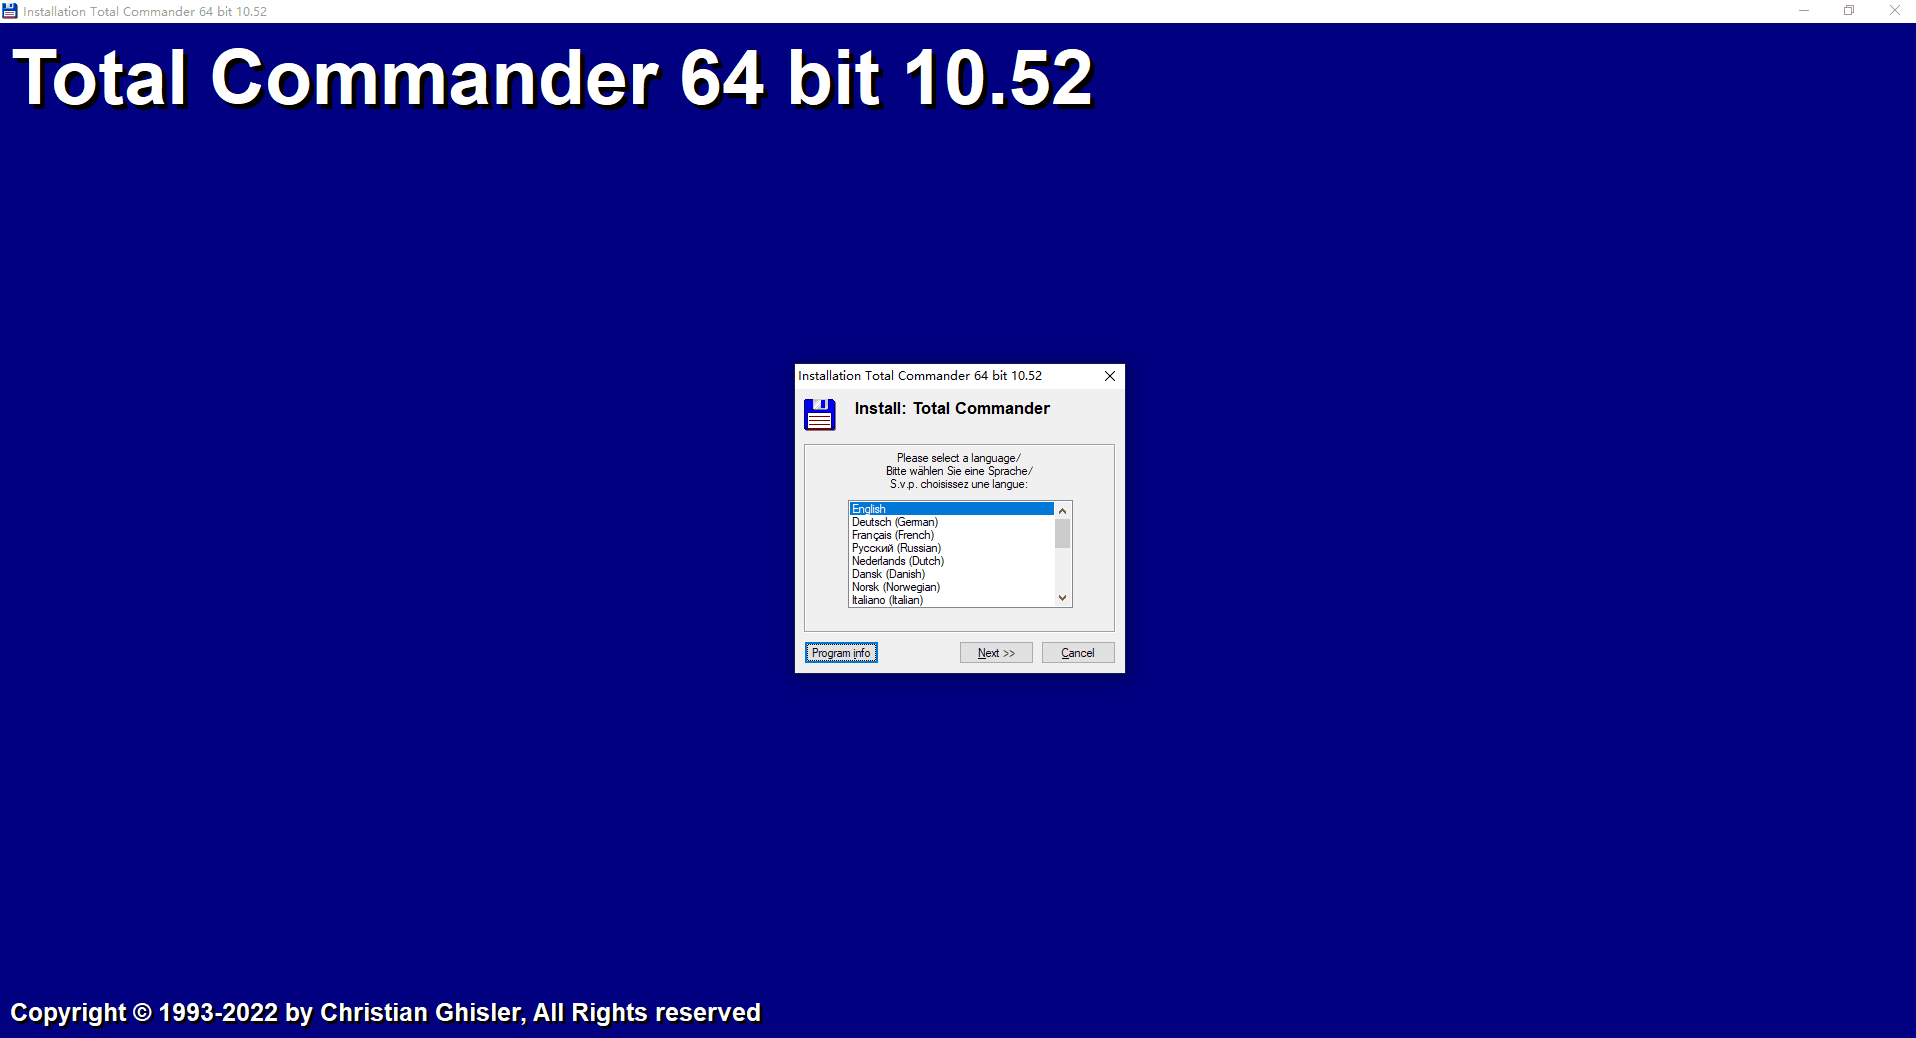 Installation Total Commander 64 bit 10.52
Total Commander 64 bit 10.52
Installation Total Commander 64 bit 10.52
Install: Total Commander
Please select a language/
Bitte wählen Sie eine Sprache/
S.v.p. choisissez une langue:
English
Deutsch (German)
Français (French)
Русский (Russian)
Nederlands (Dutch)
Dansk (Danish)
Norsk (Norwegian)
Italiano (Italian)
Program info
Next >>
Cancel
Copyright © 1993-2022 by Christian Ghisler, All Rights reserved